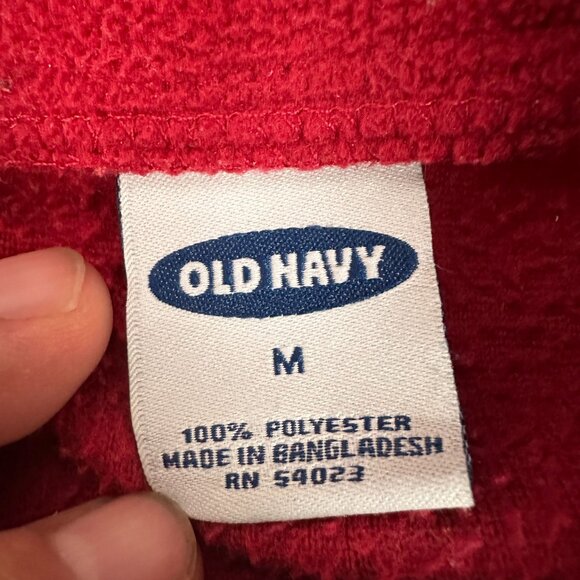 OLD NAVY
M
100% POLYESTER
MADE IN BANGLADESH
RN 54023